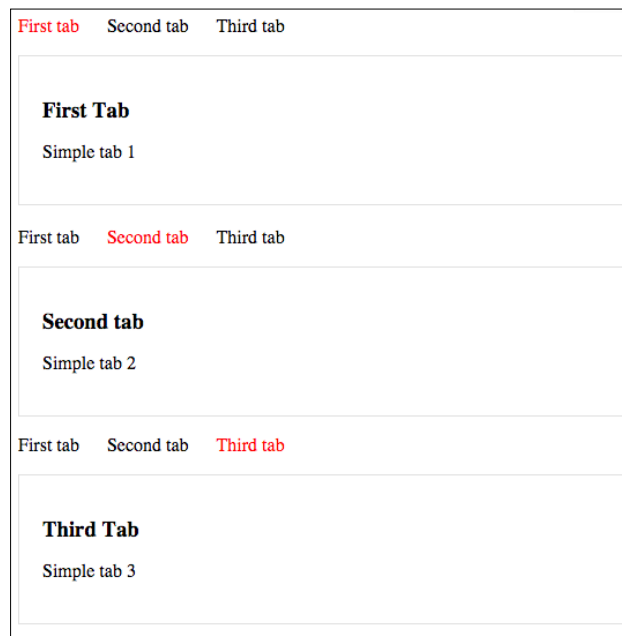 First tab Second tab Third tab
First Tab
Simple tab 1
First tab Second tab Third tab
Second tab
Simple tab 2
First tab Second tab Third tab
Third Tab
Simple tab 3